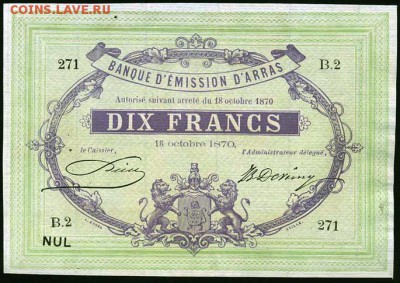 COINS.LAVE.RU
271 B.2
BANQUE D'ÉMISSION D'ARRAS
Autorisé suivant arreté du 18 octobre 1870
DIX FRANCS
18 octobre 1870.
le Caissier, l'Administrateur délégué,
B.2 271
NUL